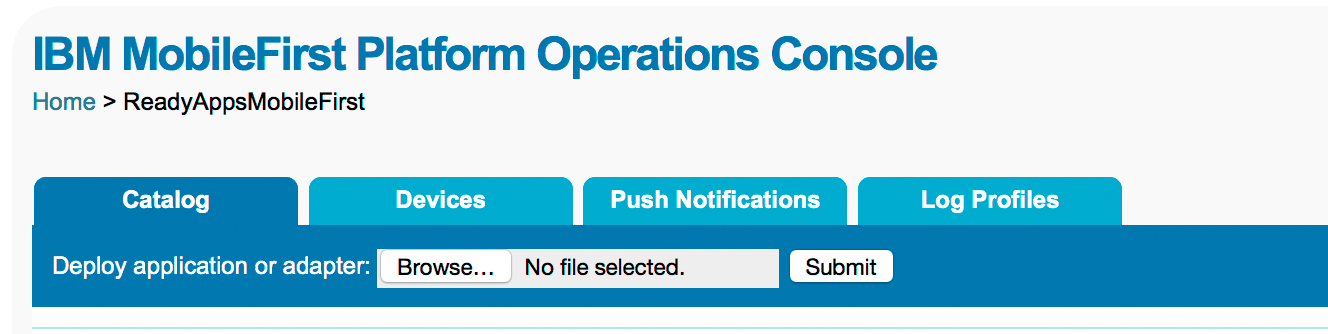 IBM MobileFirst Platform Operations Console
Home > ReadyAppsMobileFirst
Catalog Devices Push Notifications Log Profiles
Deploy application or adapter: Browse... No file selected. Submit